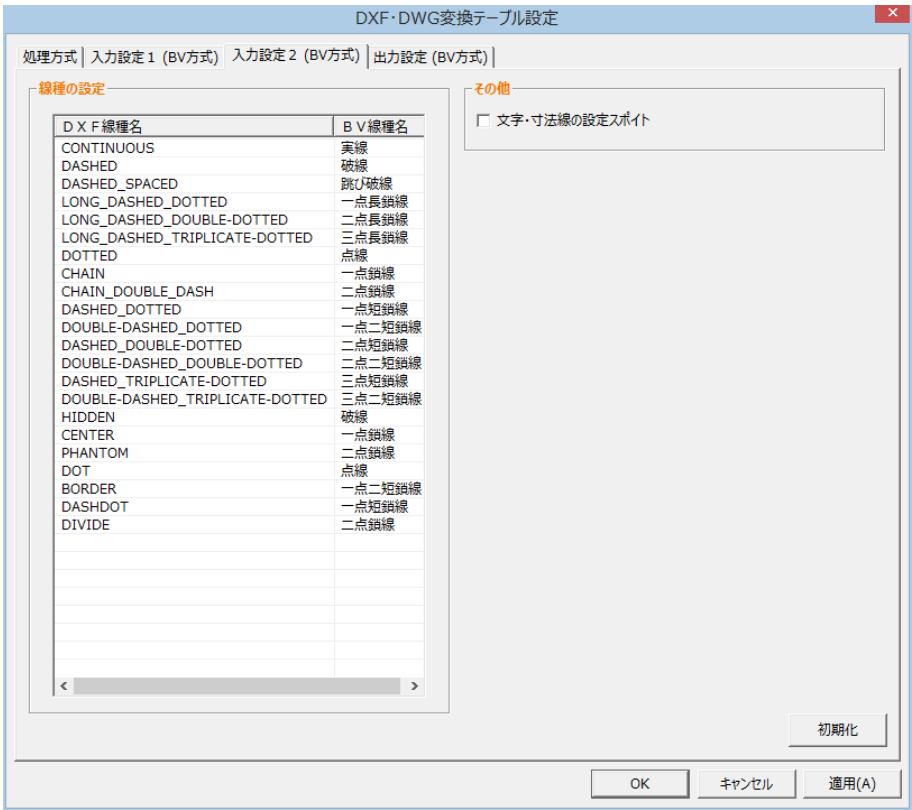 DXF・DWG変換テーブル設定
処理方式 入力設定1 (BV方式) 入力設定2 (BV方式) 出力設定 (BV方式)
線種の設定
DXF線種名 BV線種名
CONTINUOUS 実線
DASHED 破線
DASHED_SPACED 跳び破線
LONG_DASHED_DOTTED 一点長鎖線
LONG_DASHED_DOUBLE-DOTTED 二点長鎖線
LONG_DASHED_TRIPLICATE-DOTTED 三点長鎖線
DOTTED 点線
CHAIN 一点鎖線
CHAIN_DOUBLE_DASH 二点鎖線
DASHED_DOTTED 一点短鎖線
DOUBLE-DASHED_DOTTED 一点二短鎖線
DASHED_DOUBLE-DOTTED 二点短鎖線
DOUBLE-DASHED_DOUBLE-DOTTED 二点二短鎖線
DASHED_TRIPLICATE-DOTTED 三点短鎖線
DOUBLE-DASHED_TRIPLICATE-DOTTED 三点二短鎖線
HIDDEN 破線
CENTER 一点鎖線
PHANTOM 二点鎖線
DOT 点線
BORDER 一点二短鎖線
DASHDOT 一点短鎖線
DIVIDE 二点鎖線
その他
文字・寸法線の設定スポイト
初期化
OK キャンセル 適用(A)